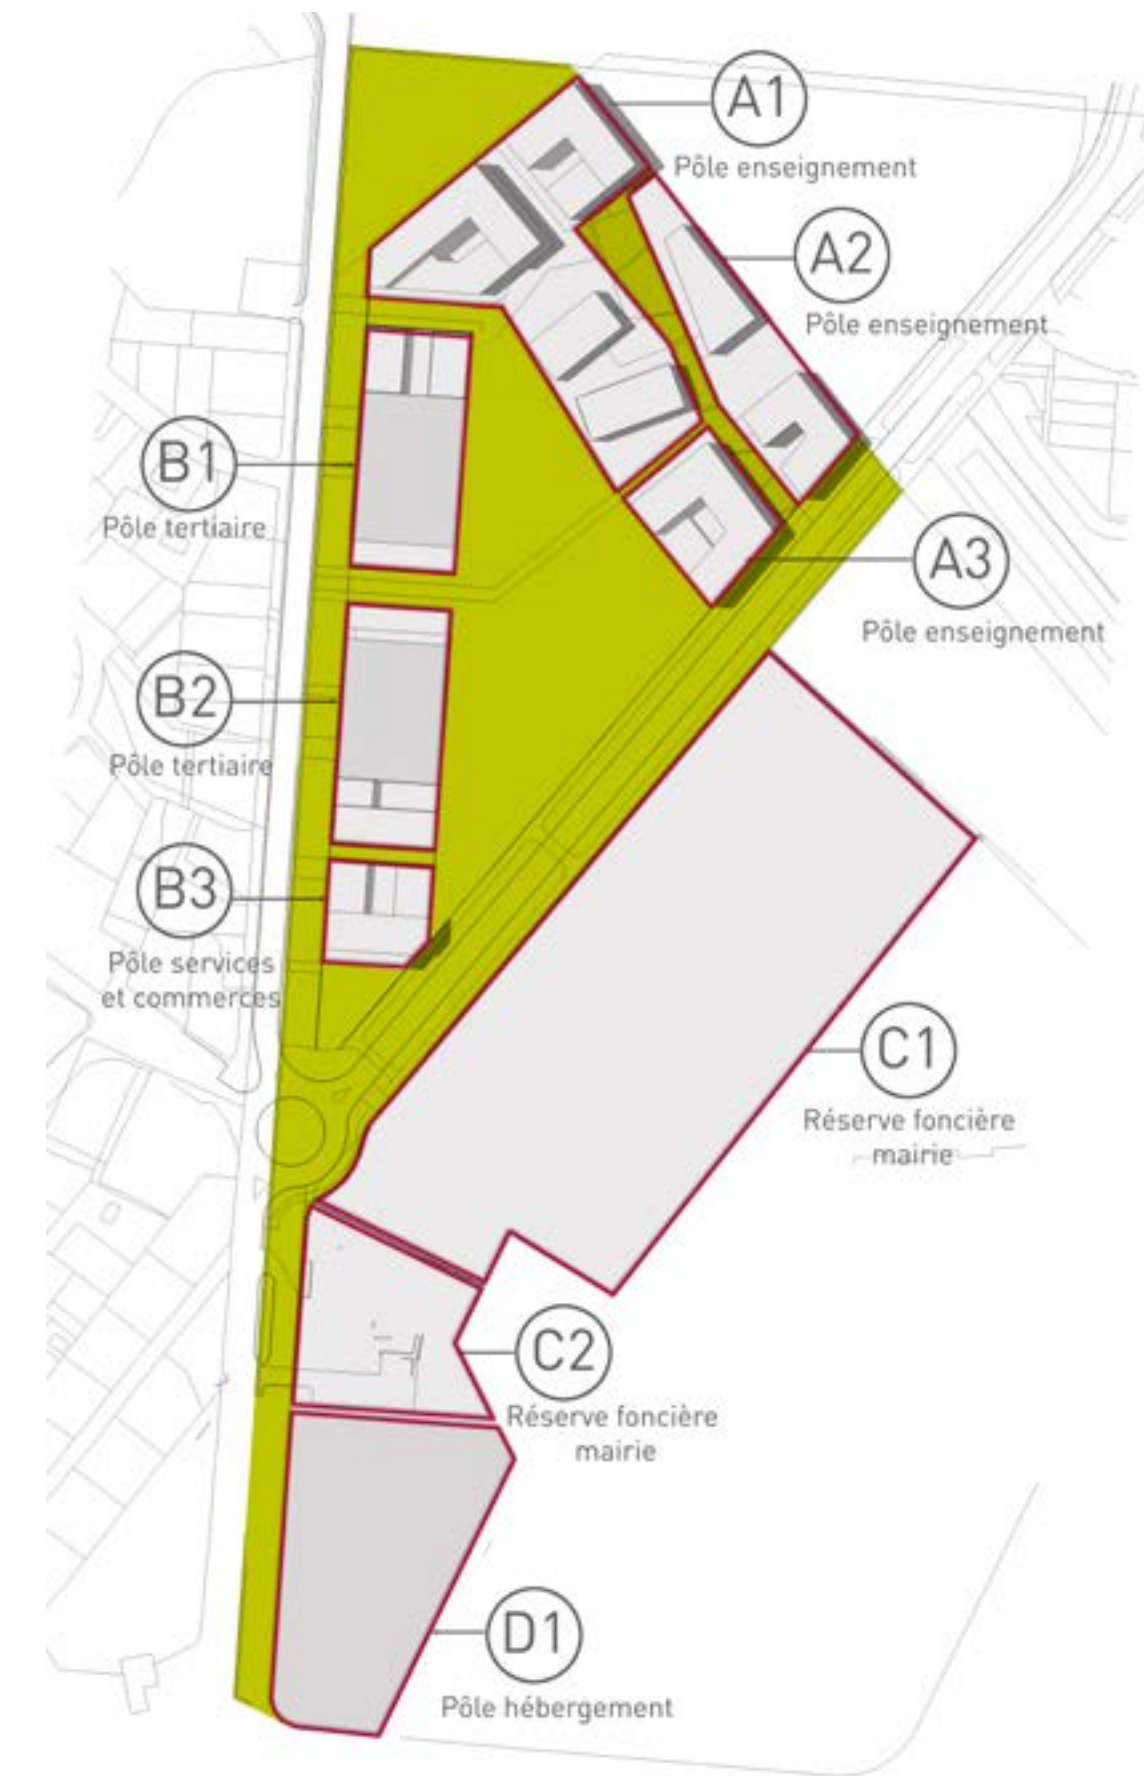 A1
Pôle enseignement
A2
Pôle enseignement
B1
Pôle tertiaire
A3
Pôle enseignement
B2
Pôle tertiaire
B3
Pôle services
et commerces
C1
Réserve foncière
mairie
C2
Réserve foncière
mairie
D1
Pôle hébergement